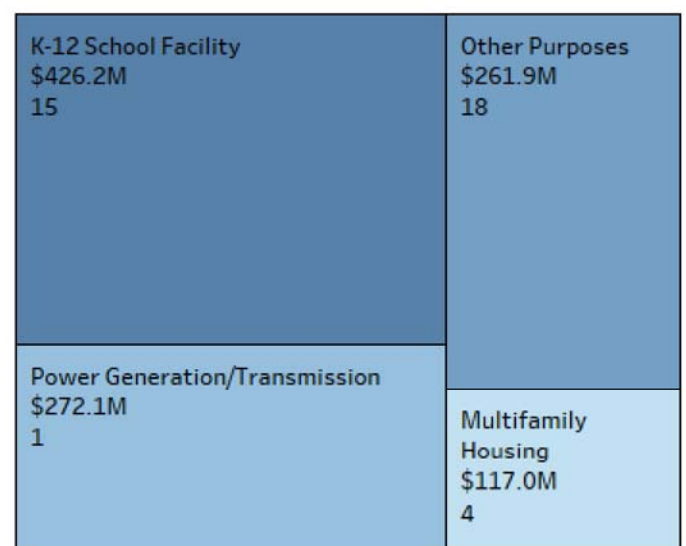 K-12 School Facility
$426.2M
15
Other Purposes
$261.9M
18
Power Generation/Transmission
$272.1M
1
Multifamily
Housing
$117.0M
4